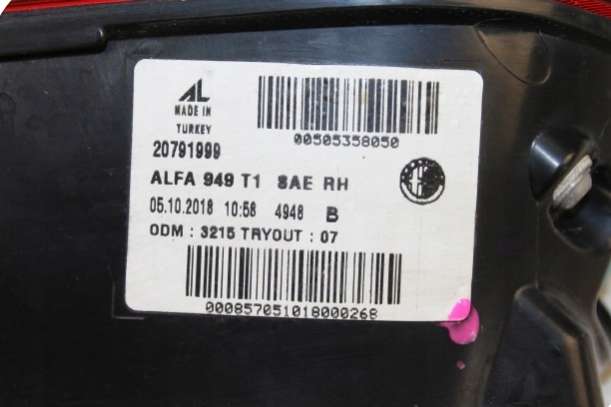 AL
MADE IN
TURKEY
00505358050
20791999
ALFA 949 T1 SAE RH
05.10.2018 10:58 4948 B
ODM : 3215 TRYOUT : 07
000857051018000268